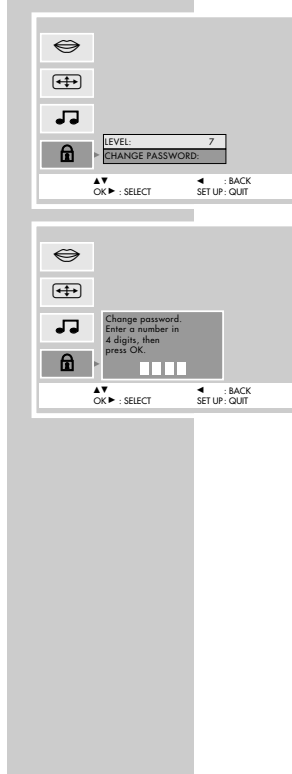 LEVEL: 7
CHANGE PASSWORD:
▲▼ ◄ : BACK
OK ► : SELECT SET UP : QUIT
Change password.
Enter a number in
4 digits, then
press OK.
▲▼ ◄ : BACK
OK ► : SELECT SET UP : QUIT